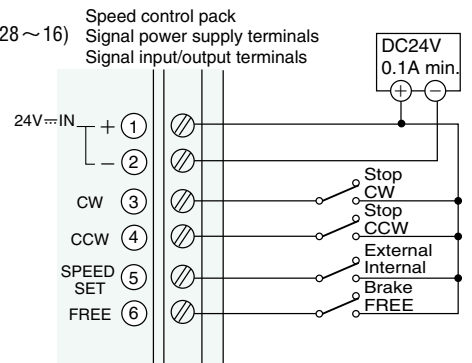 28～16)
Speed control pack
Signal power supply terminals
Signal input/output terminals
DC24V
0.1A min.
+ −
24V⎓IN
+ 1
− 2
CW 3
CCW 4
SPEED
SET 5
FREE 6
Stop
CW
Stop
CCW
External
Internal
Brake
FREE